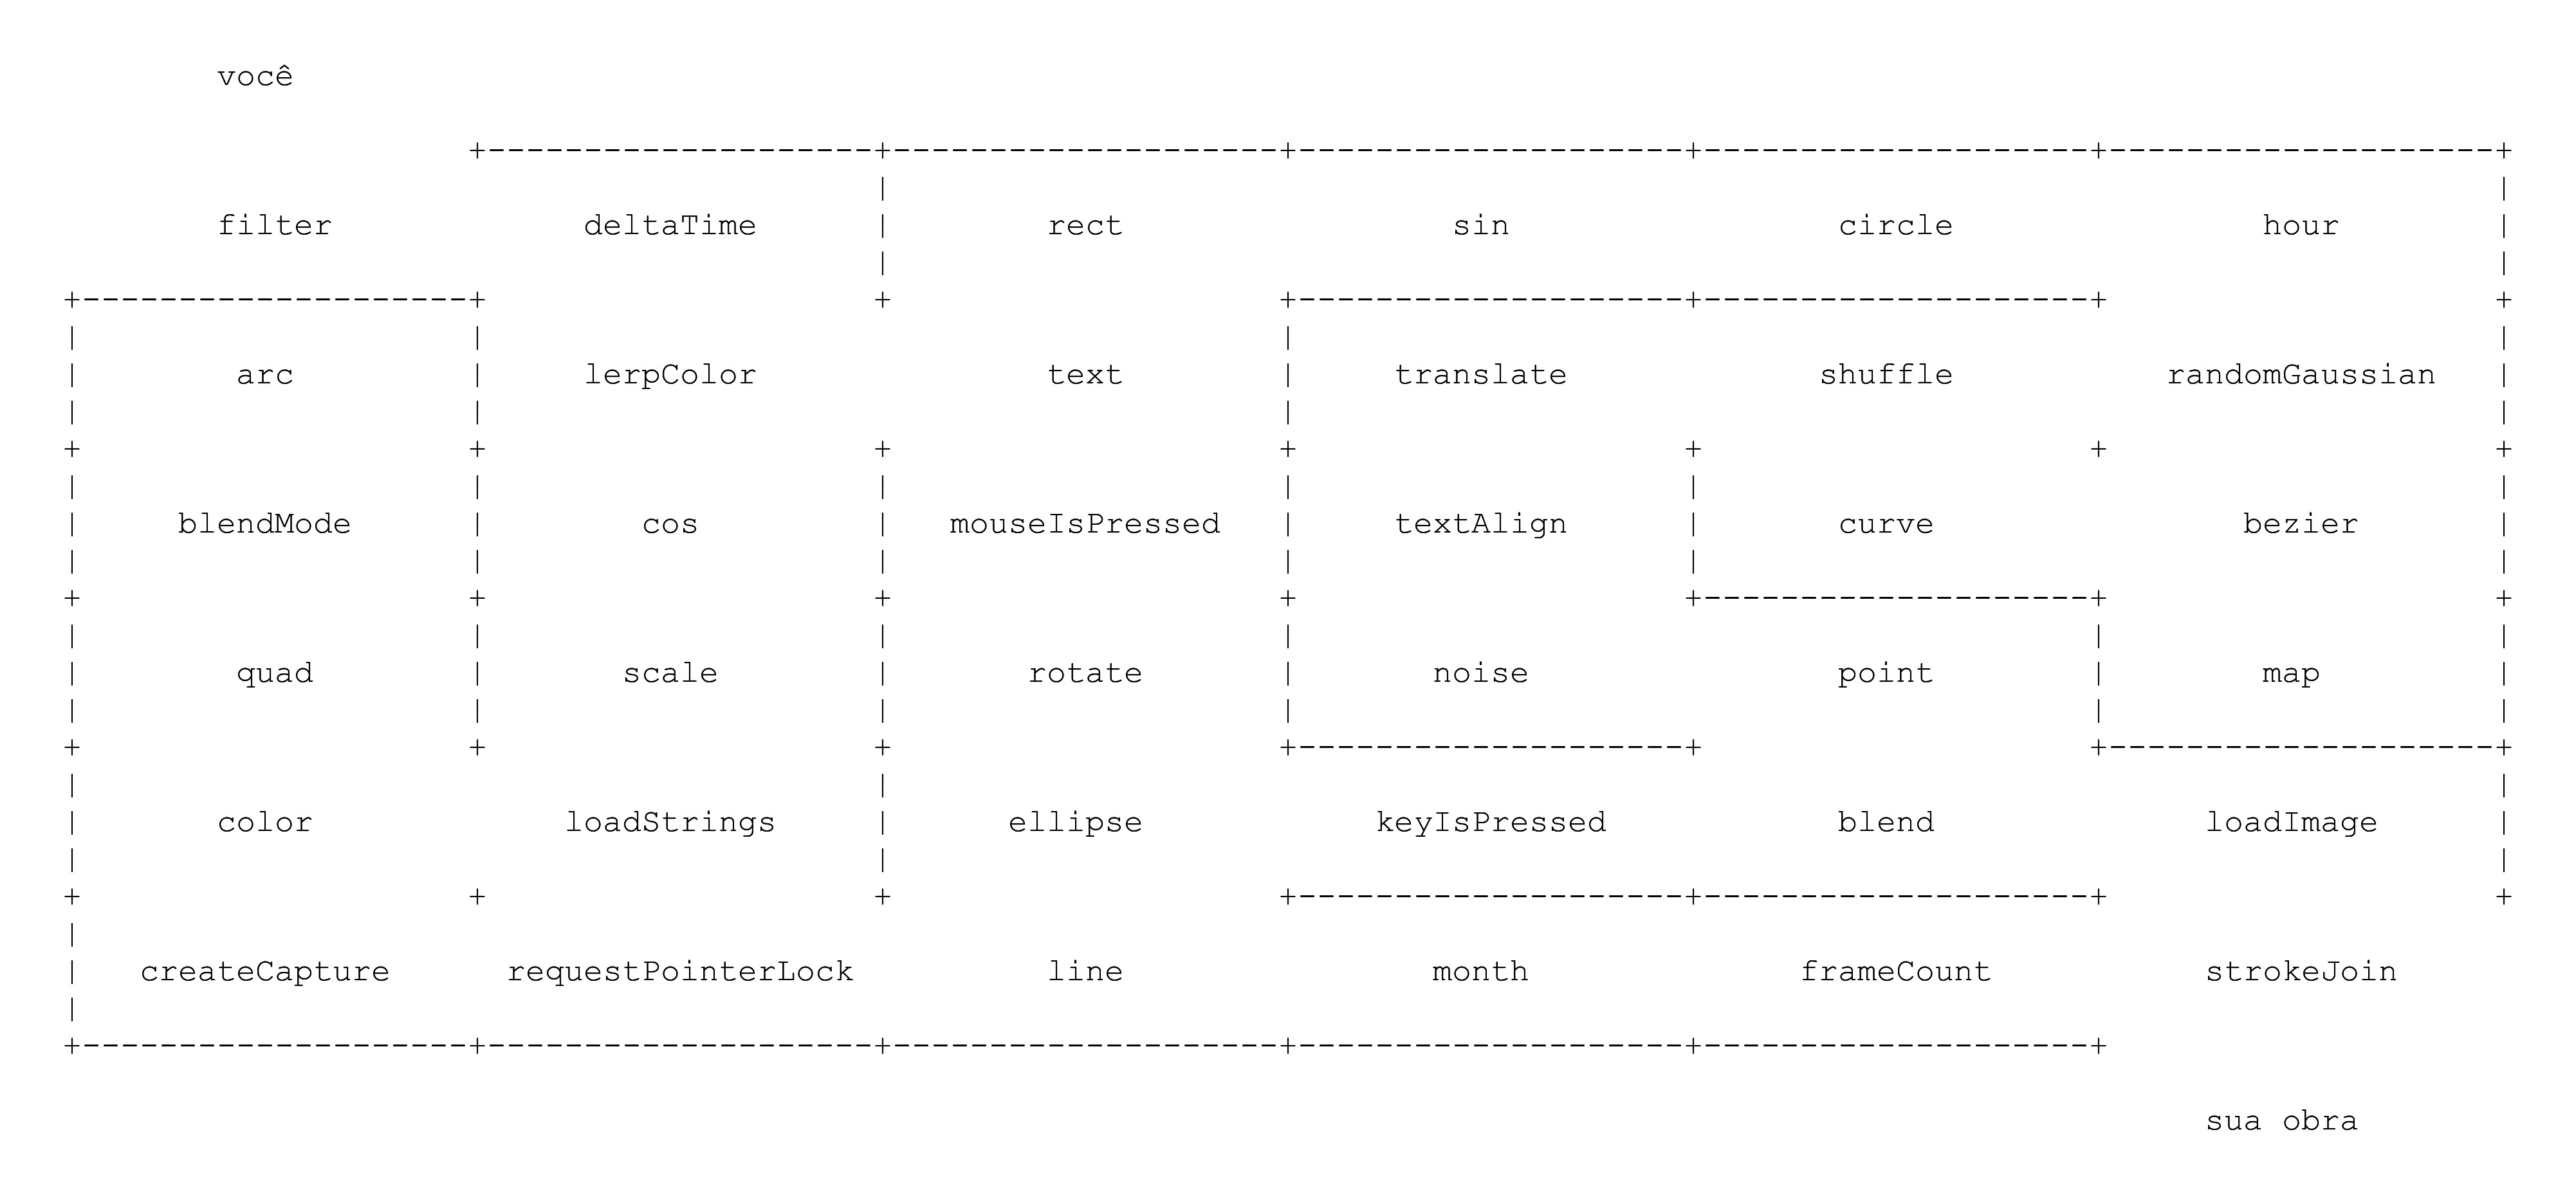 você
filter deltaTime rect sin circle hour
arc lerpColor text translate shuffle randomGaussian
blendMode cos mouseIsPressed textAlign curve bezier
quad scale rotate noise point map
color loadStrings ellipse keyIsPressed blend loadImage
createCapture requestPointerLock line month frameCount strokeJoin
sua obra